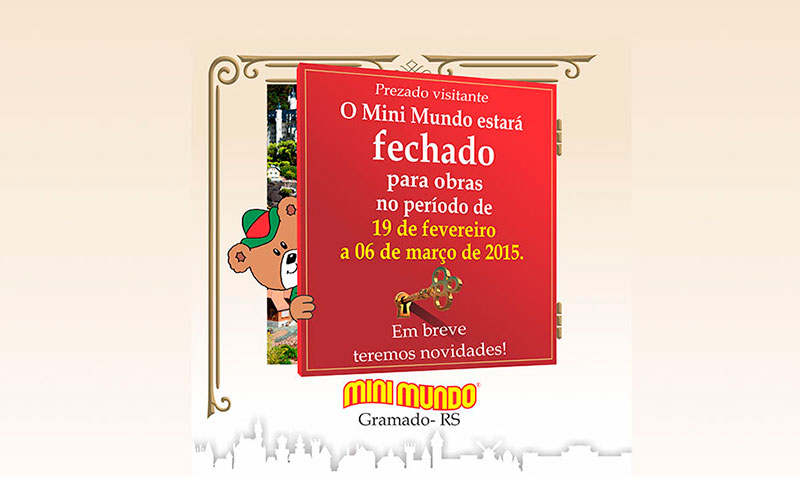 Prezado visitante
O Mini Mundo estará
fechado
para obras
no período de
19 de fevereiro
a 06 de março de 2015.
Em breve
teremos novidades!
MINI MUNDO®
Gramado- RS